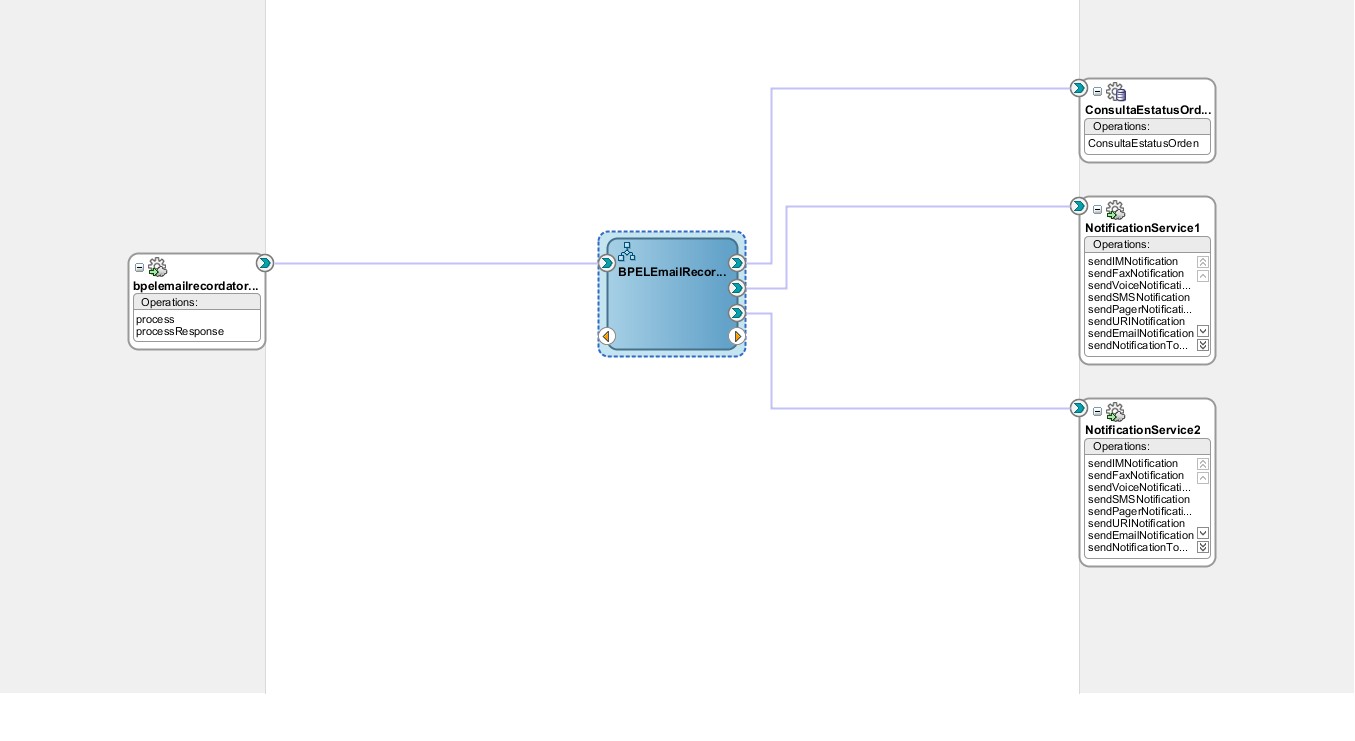 bpelemailrecordator...
Operations:
process
processResponse
BPELEmailRecor...
ConsultaEstatusOrd...
Operations:
ConsultaEstatusOrden
NotificationService1
Operations:
sendIMNotification
sendFaxNotification
sendVoiceNotificati...
sendSMSNotification
sendPagerNotificati...
sendURINotification
sendEmailNotification
sendNotificationTo...
NotificationService2
Operations:
sendIMNotification
sendFaxNotification
sendVoiceNotificati...
sendSMSNotification
sendPagerNotificati...
sendURINotification
sendEmailNotification
sendNotificationTo...